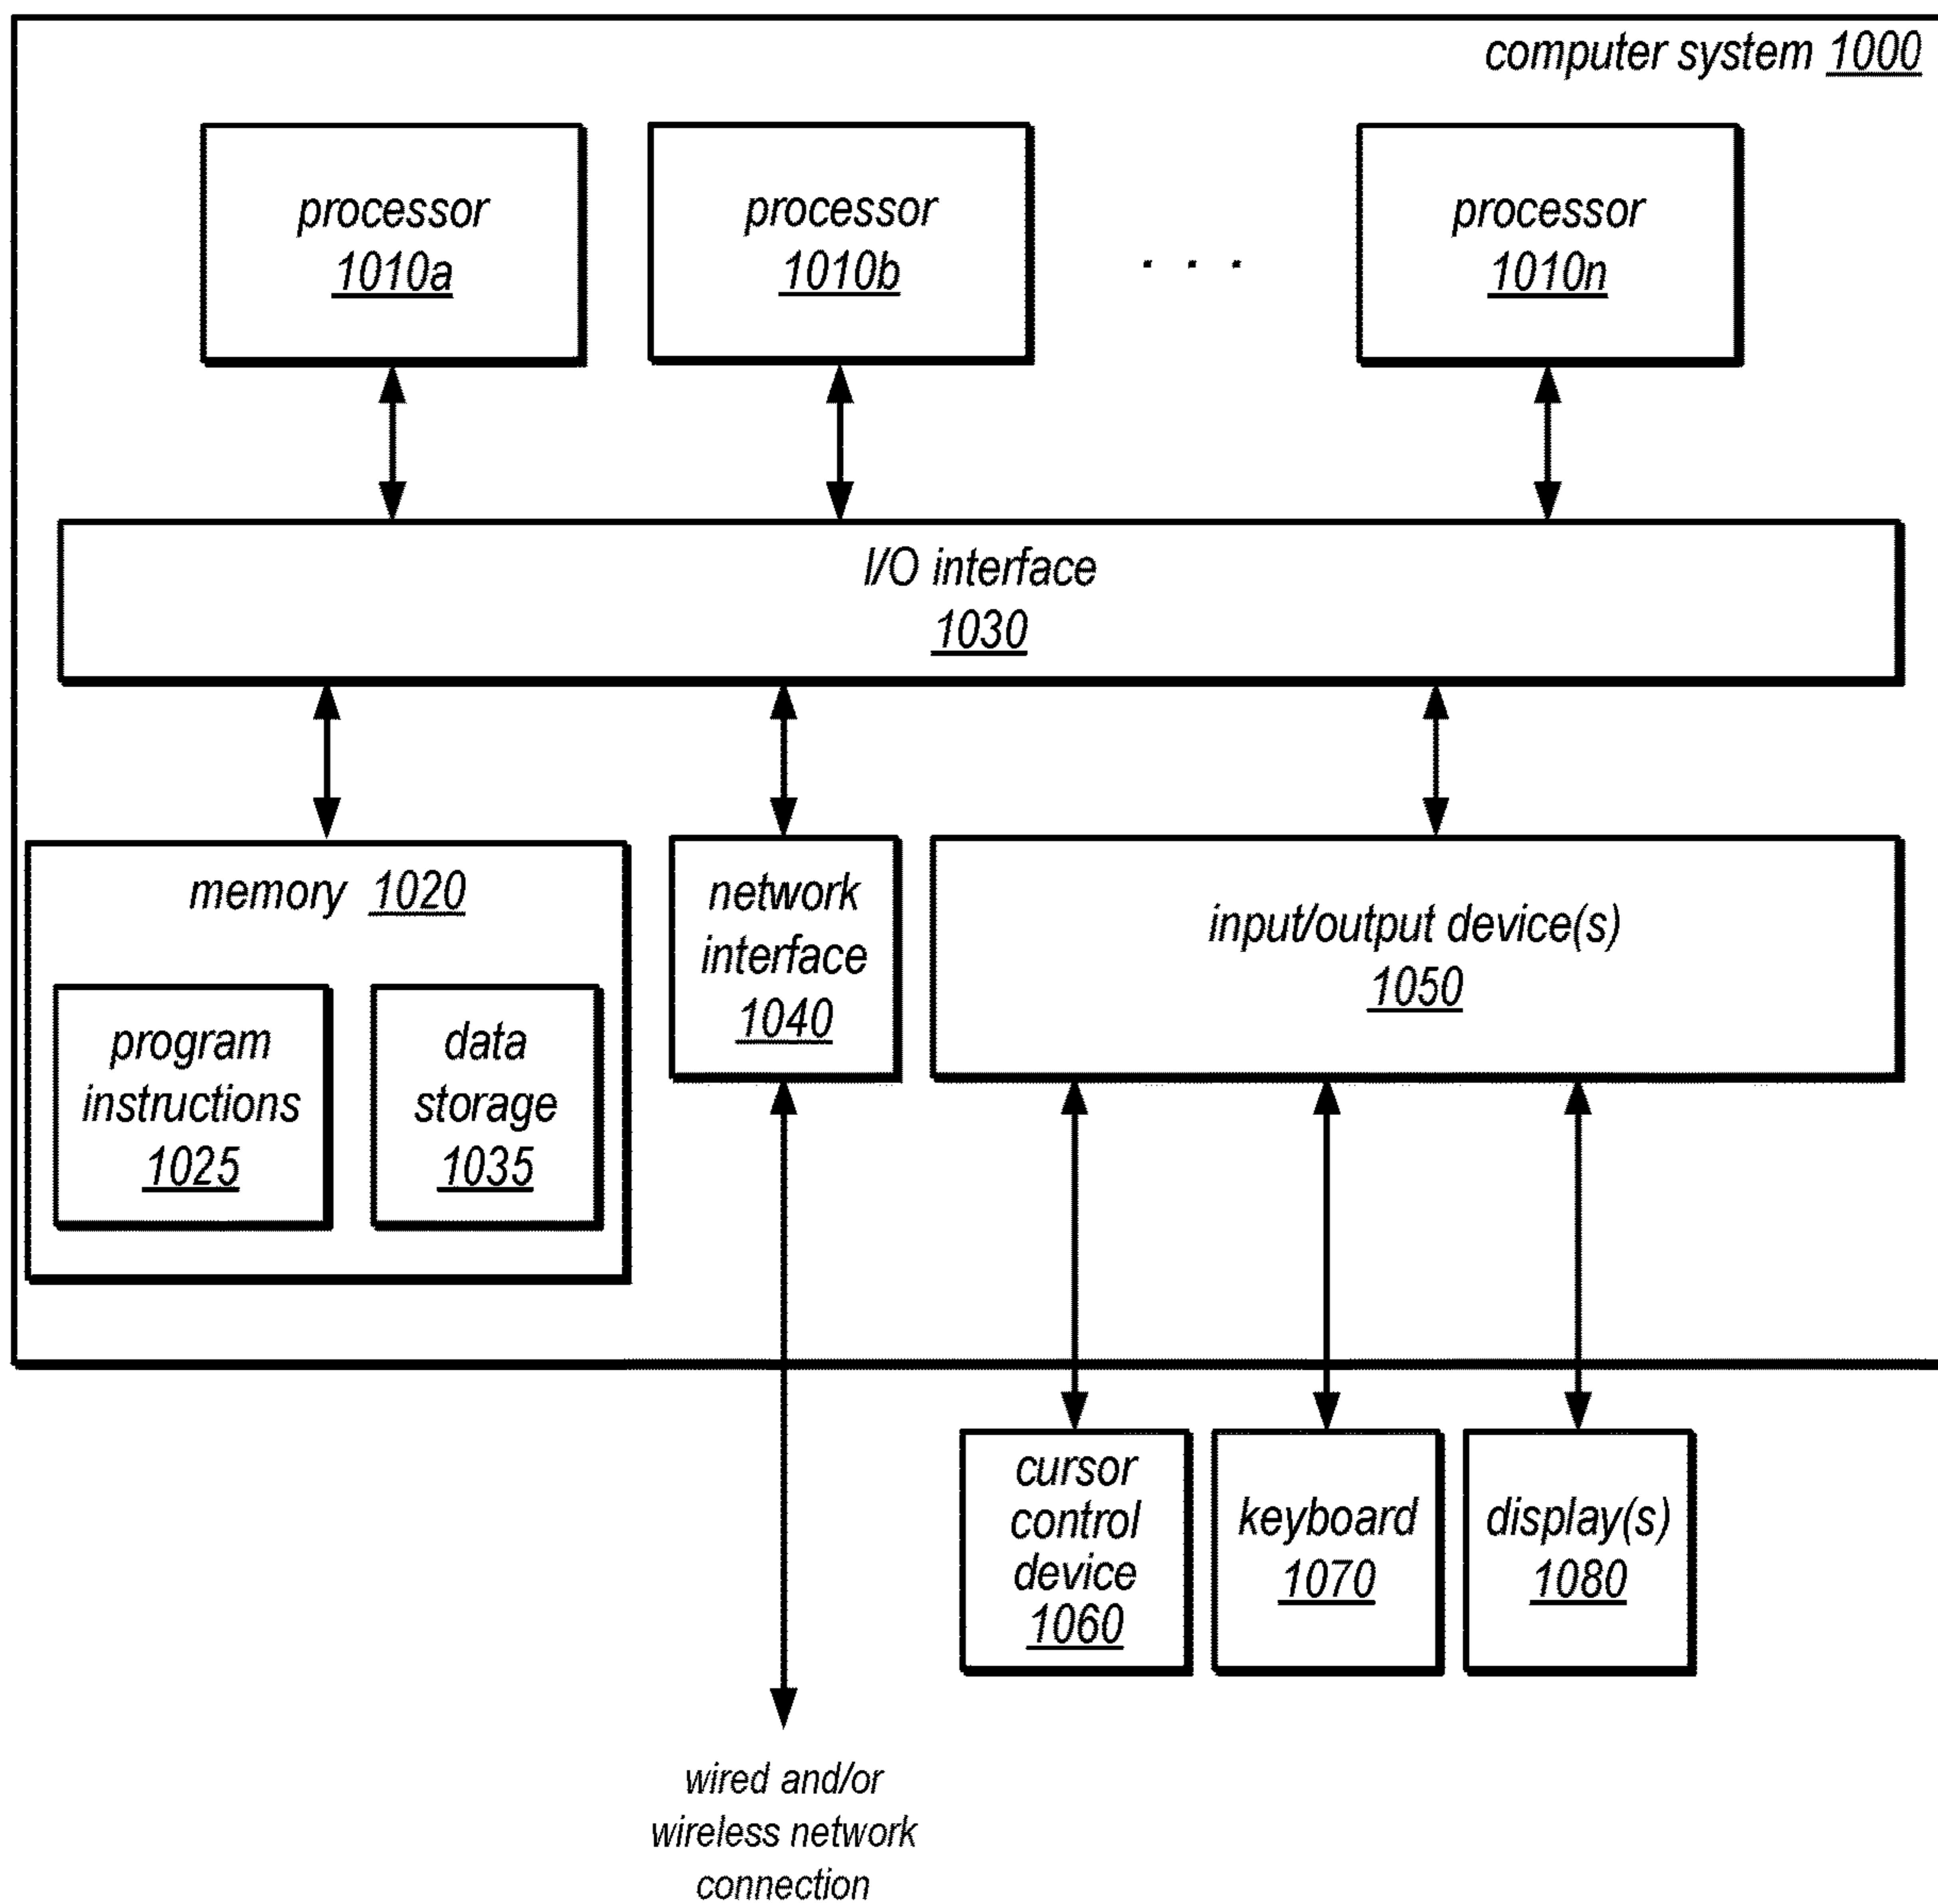 computer system 1000
processor
1010a
processor
1010b
. . .
processor
1010n
I/O interface
1030
memory 1020
program
instructions
1025
data
storage
1035
network
interface
1040
input/output device(s)
1050
cursor
control
device
1060
keyboard
1070
display(s)
1080
wired and/or
wireless network
connection